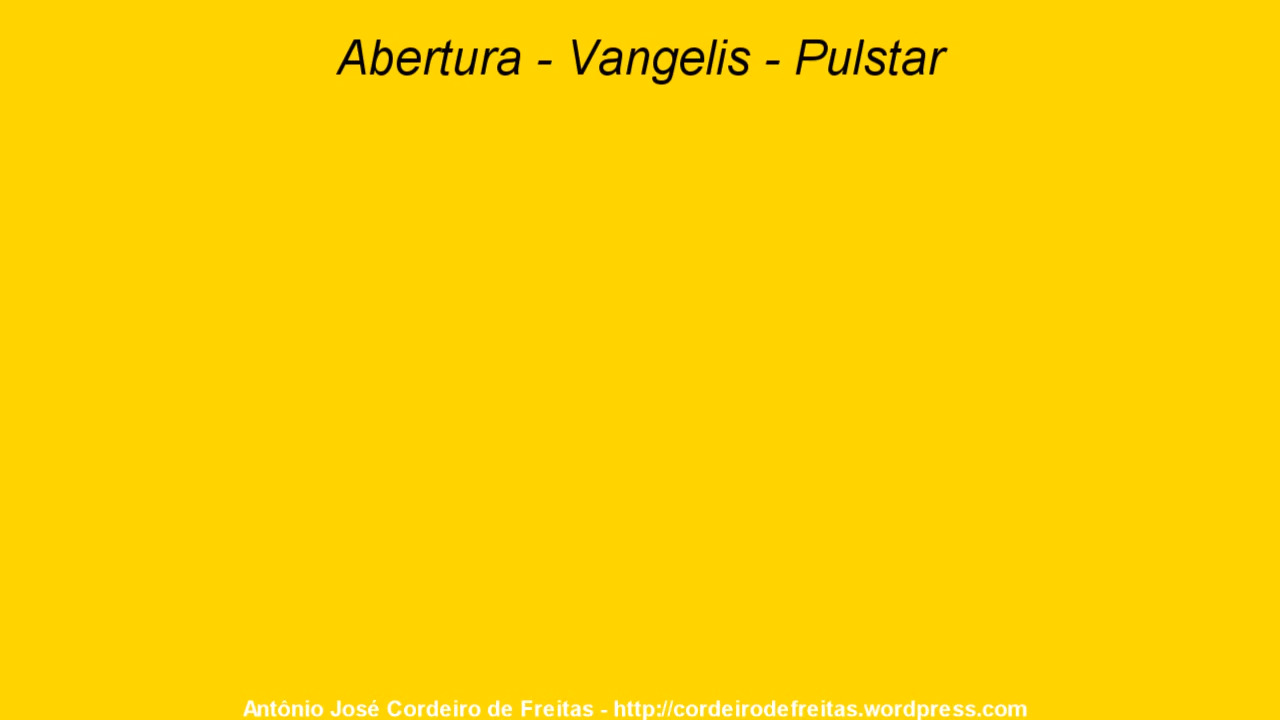 Abertura - Vangelis - Pulstar
Antônio José Cordeiro de Freitas - http://cordeirodefreitas.wordpress.com